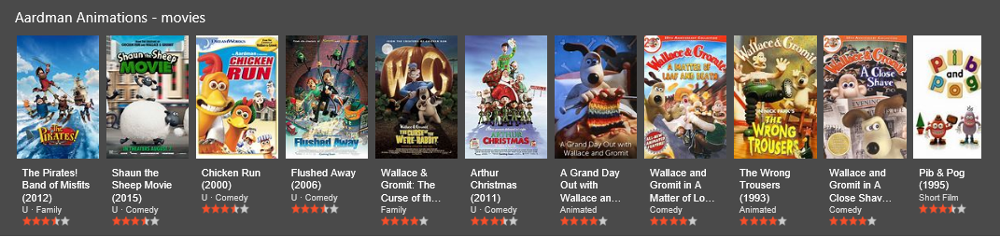 Aardman Animations - movies
The Pirates!
Shaun the Sheep
MOVIE
IN THEATERS AUGUST 7
DREAMWORKS
CHICKEN
RUN
Flushed Away
W G
Wallace & Gromit
THE CURSE OF THE
WERE-RABBIT
ARTHUR
CHRISTMAS
A Grand Day Out with
Wallace and Gromit
Wallace & Gromit
A MATTER OF
LOAF AND DEATH
Wallace & Gromit
NICK PARK'S
THE
WRONG
TROUSERS
Wallace & Gromit
A Close
Shave
EVENING
Pib
and
Pog
The Pirates!
Band of Misfits
(2012)
U · Family
Shaun the
Sheep Movie
(2015)
U · Comedy
Chicken Run
(2000)
U · Comedy
Flushed Away
(2006)
U · Comedy
Wallace &
Gromit: The
Curse of th...
Family
Arthur
Christmas
(2011)
U · Comedy
A Grand Day
Out with
Wallace an...
Animated
Wallace and
Gromit in A
Matter of Lo...
Comedy
The Wrong
Trousers
(1993)
Animated
Wallace and
Gromit in A
Close Shav...
Comedy
Pib & Pog
(1995)
Short Film